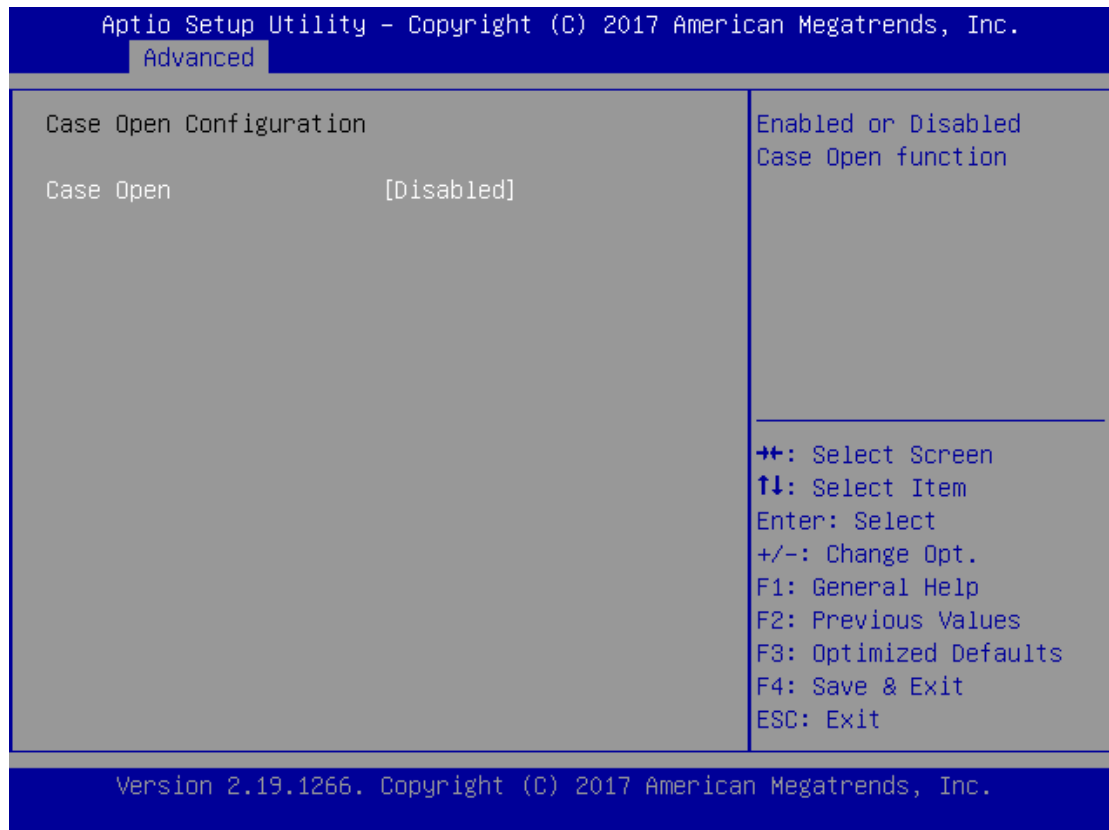 Aptio Setup Utility – Copyright (C) 2017 American Megatrends, Inc.
Advanced
Case Open Configuration
Case Open [Disabled]
Enabled or Disabled
Case Open function
→←: Select Screen
↑↓: Select Item
Enter: Select
+/-: Change Opt.
F1: General Help
F2: Previous Values
F3: Optimized Defaults
F4: Save & Exit
ESC: Exit
Version 2.19.1266. Copyright (C) 2017 American Megatrends, Inc.